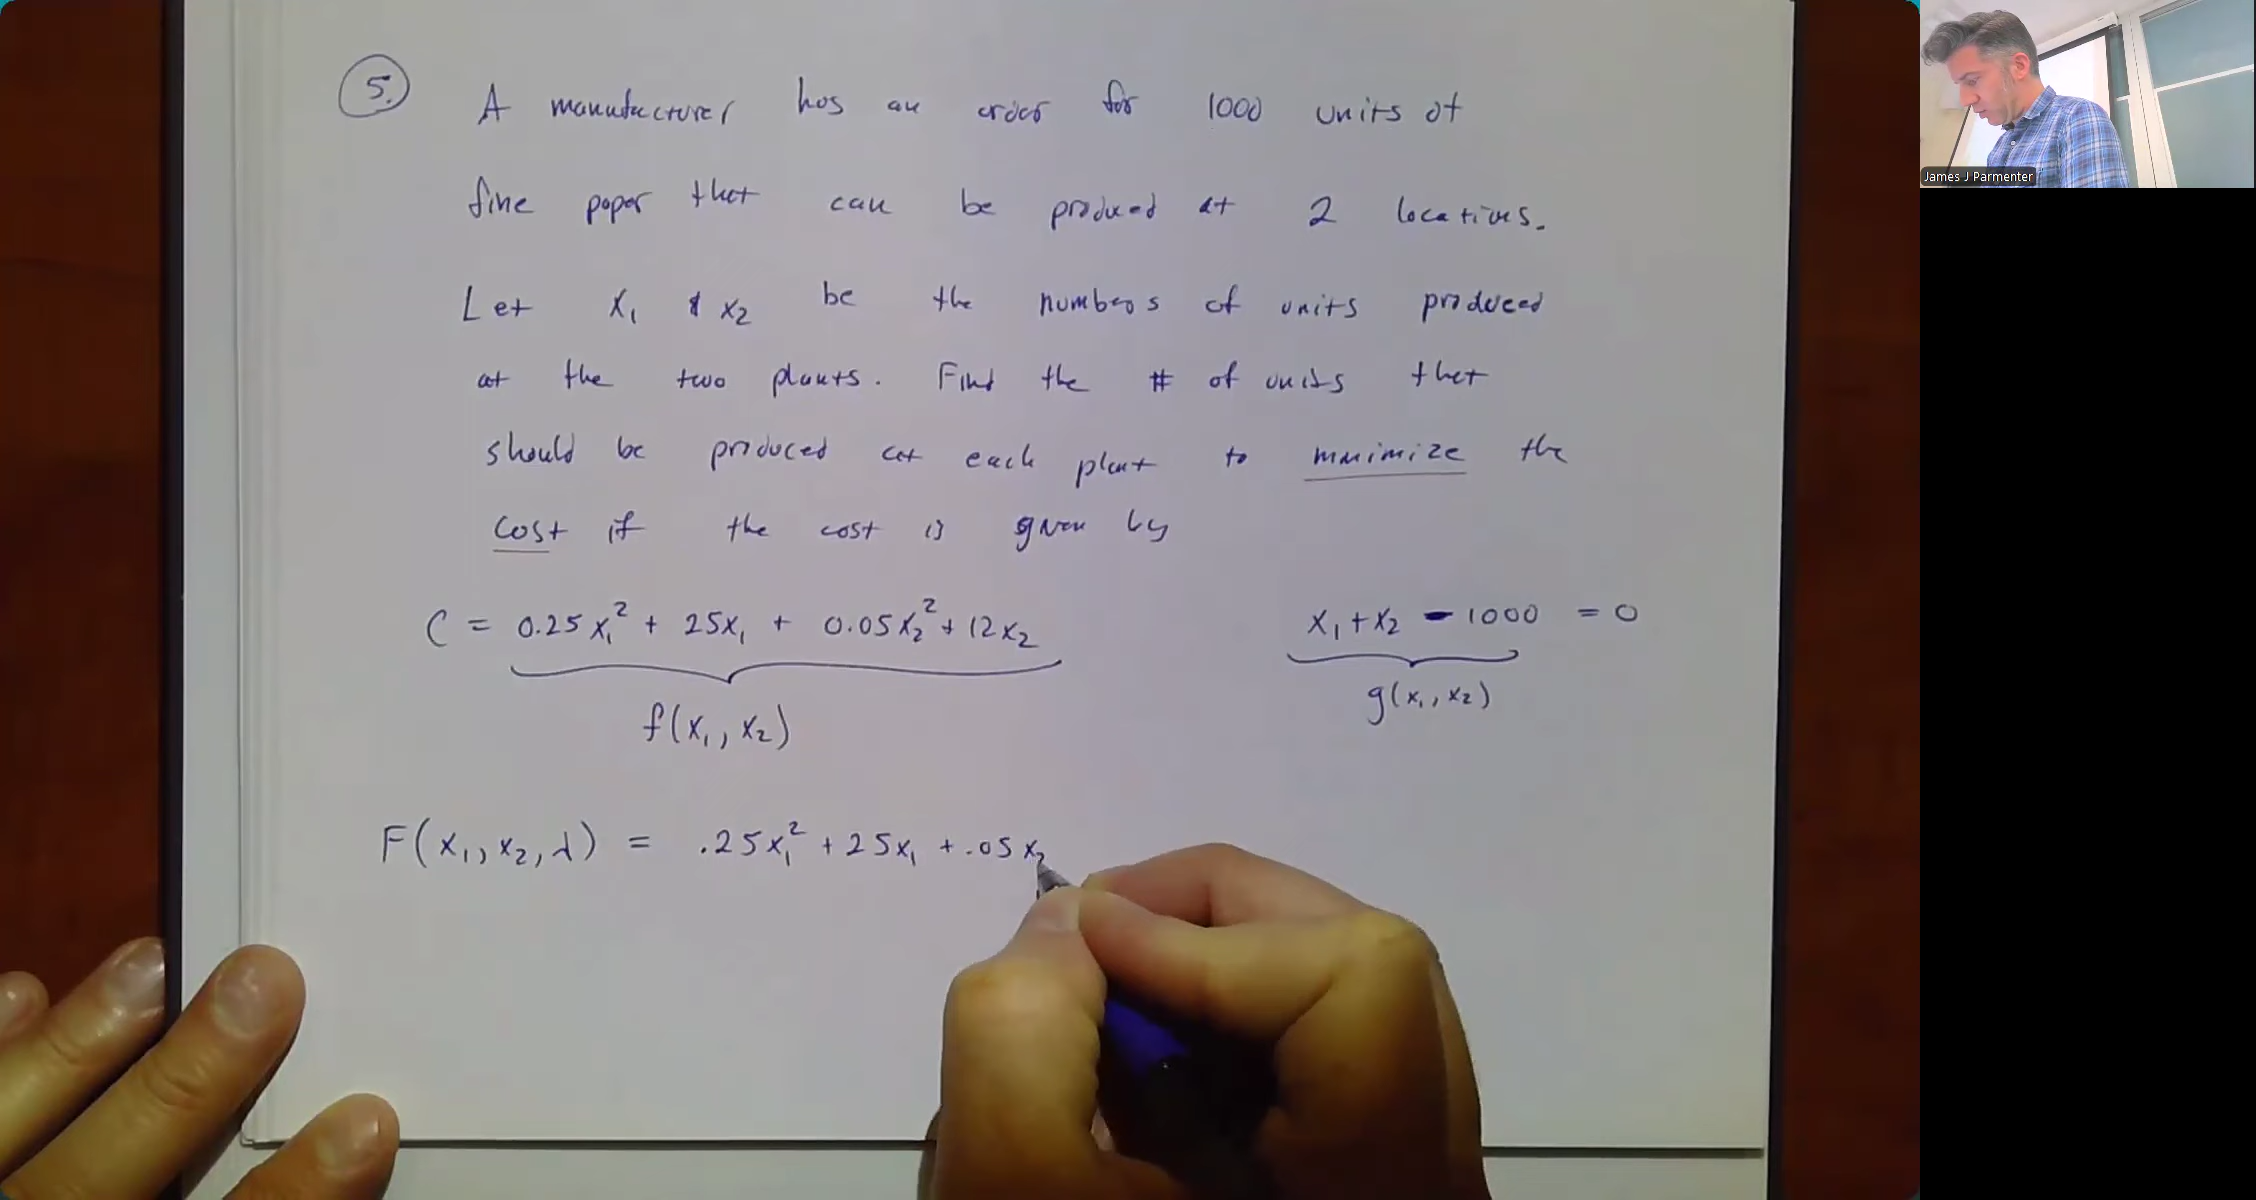 5.
A manufacturer has an order for 1000 units of
fine paper that can be produced at 2 locations.
Let x₁ & x₂ be the numbers of units produced
at the two plants. Find the # of units that
should be produced at each plant to minimize the
cost if the cost is given by
C = 0.25x₁² + 25x₁ + 0.05x₂² + 12x₂
x₁ + x₂ - 1000 = 0
f(x₁, x₂)
g(x₁, x₂)
F(x₁, x₂, λ) = .25x₁² + 25x₁ + .05x₂
James J Parmenter